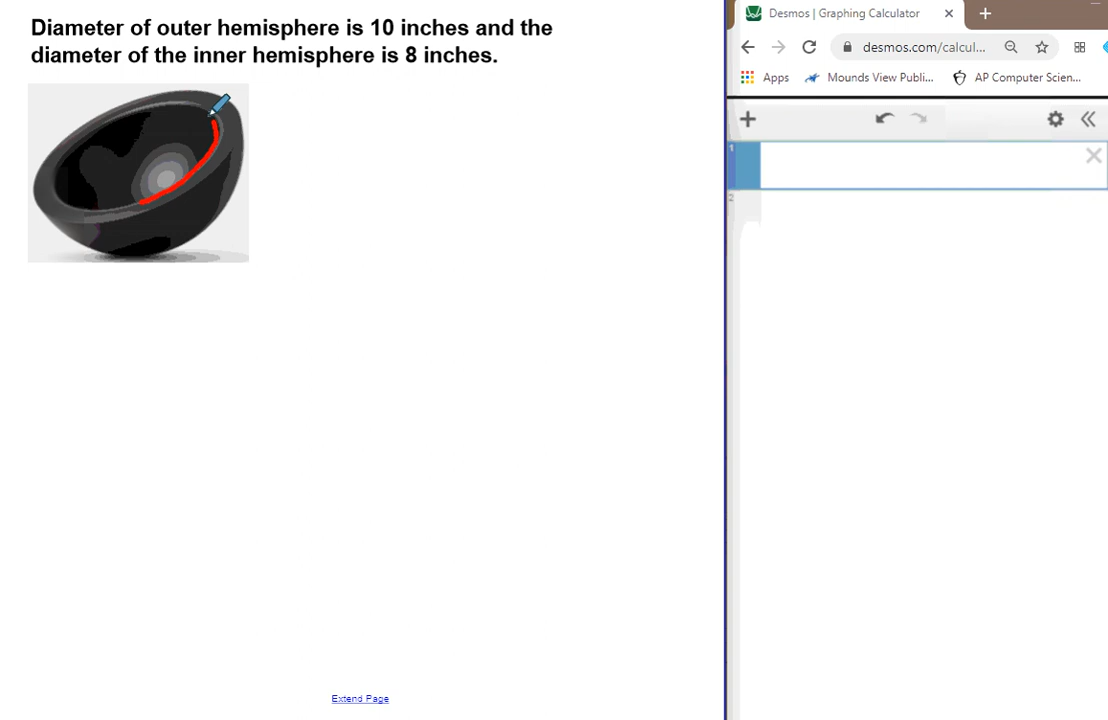 Diameter of outer hemisphere is 10 inches and the
diameter of the inner hemisphere is 8 inches.
Desmos | Graphing Calculator
desmos.com/calcul...
Apps
Mounds View Publi...
AP Computer Scien...
1
2
Extend Page